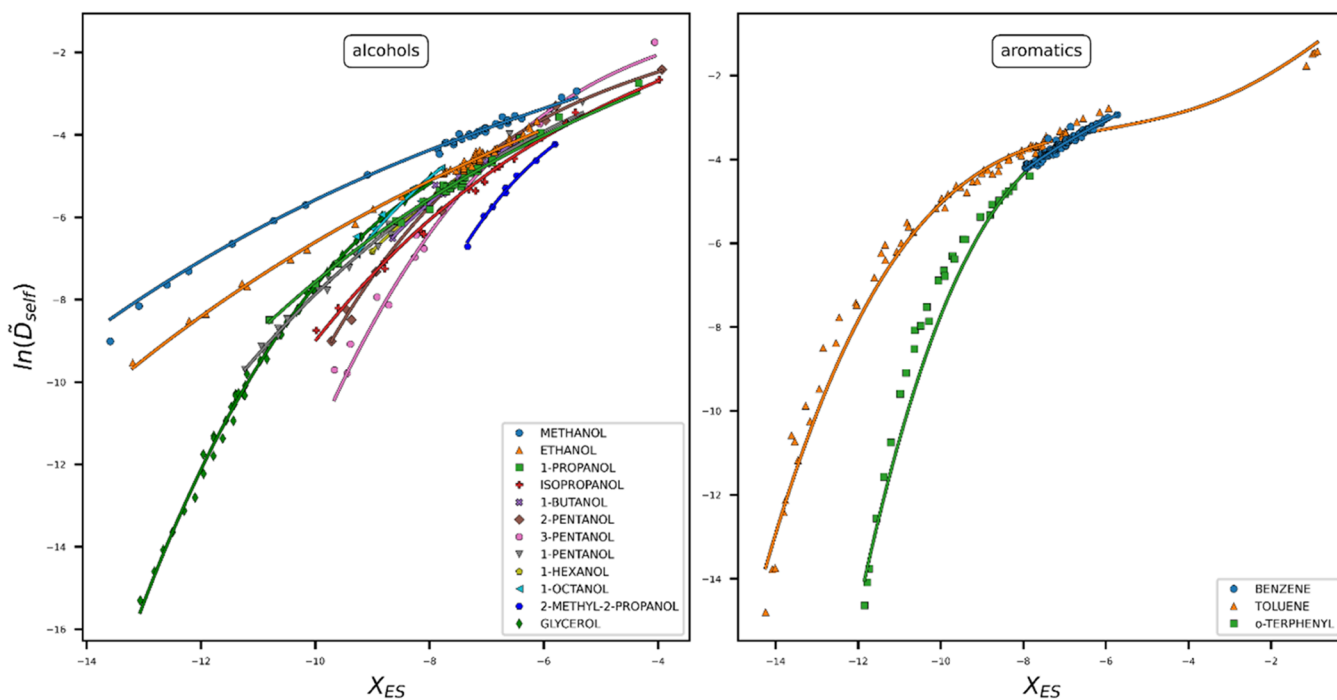 alcohols
ln(D̃self)
−2
−4
−6
−8
−10
−12
−14
−16
−14
−12
−10
−8
−6
−4
XES
METHANOL
ETHANOL
1-PROPANOL
ISOPROPANOL
1-BUTANOL
2-PENTANOL
3-PENTANOL
1-PENTANOL
1-HEXANOL
1-OCTANOL
2-METHYL-2-PROPANOL
GLYCEROL
aromatics
−2
−4
−6
−8
−10
−12
−14
−14
−12
−10
−8
−6
−4
−2
XES
BENZENE
TOLUENE
o-TERPHENYL